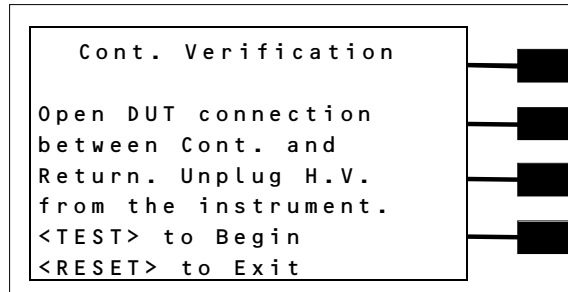 Cont. Verification
Open DUT connection
between Cont. and
Return. Unplug H.V.
from the instrument.
<TEST> to Begin
<RESET> to Exit